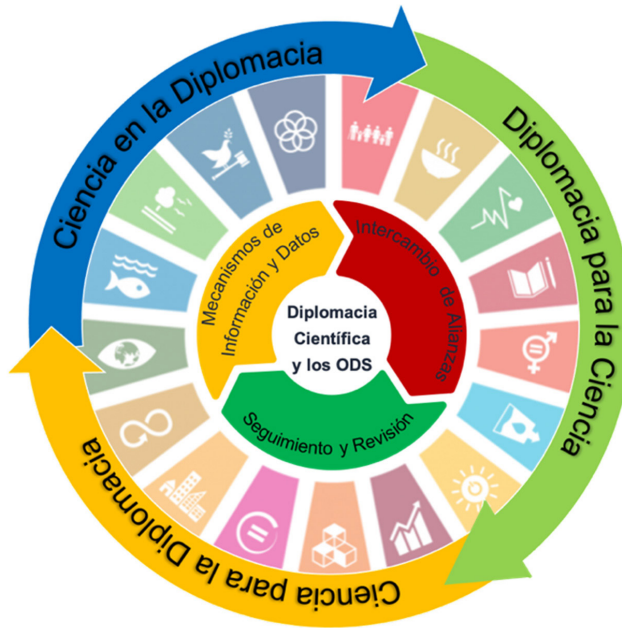 Ciencia en la Diplomacia
Diplomacia para la Ciencia
Ciencia para la Diplomacia
Mecanismos de
Información y Datos
Intercambio de Alianzas
Seguimiento y Revisión
Diplomacia
Científica
y los ODS